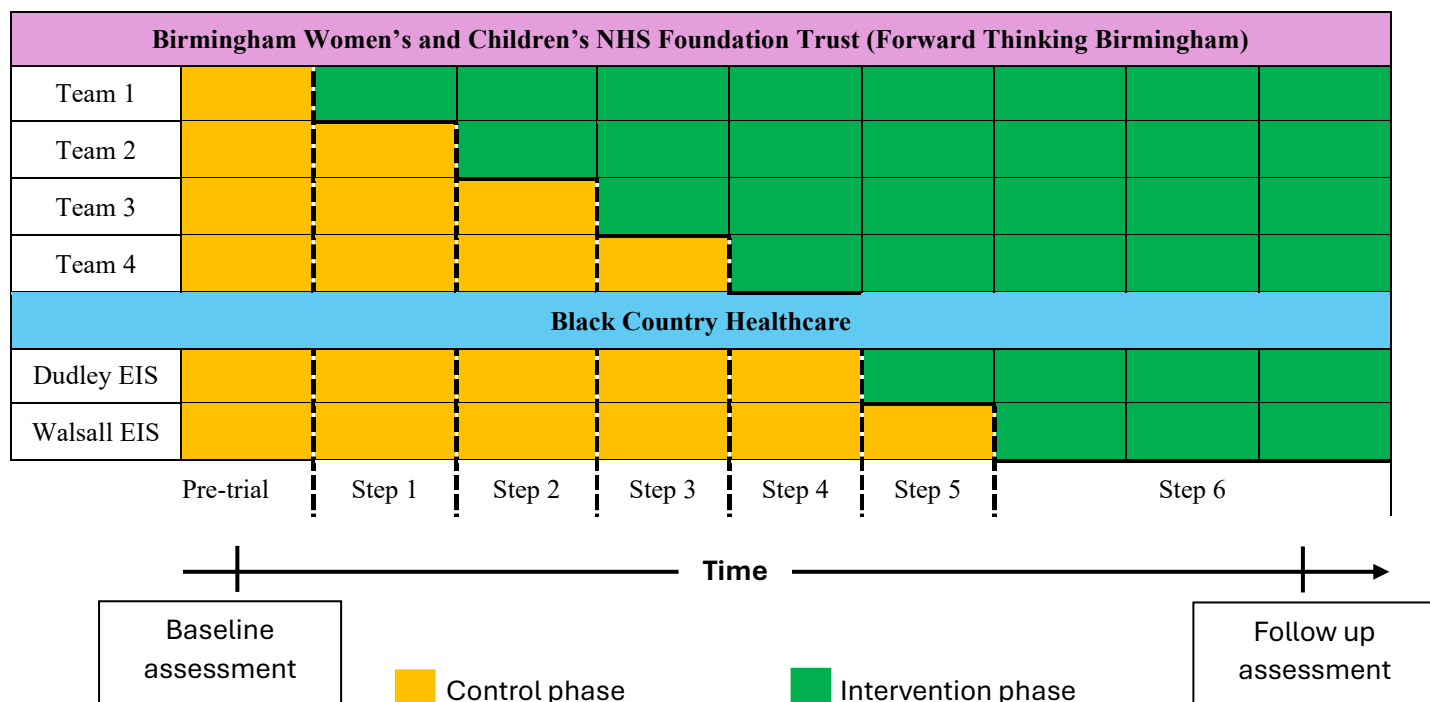 Birmingham Women’s and Children’s NHS Foundation Trust (Forward Thinking Birmingham)
Team 1
Team 2
Team 3
Team 4
Black Country Healthcare
Dudley EIS
Walsall EIS
Pre-trial Step 1 Step 2 Step 3 Step 4 Step 5 Step 6
Time
Baseline
assessment
Follow up
assessment
Control phase
Intervention phase